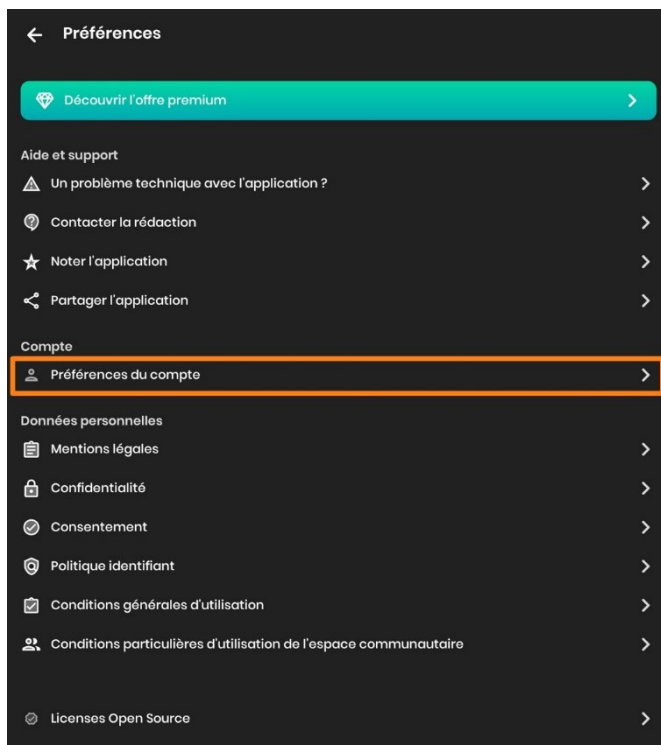 Préférences
Découvrir l'offre premium
Aide et support
Un problème technique avec l'application ?
Contacter la rédaction
Noter l'application
Partager l'application
Compte
Préférences du compte
Données personnelles
Mentions légales
Confidentialité
Consentement
Politique identifiant
Conditions générales d'utilisation
Conditions particulières d'utilisation de l'espace communautaire
Licenses Open Source